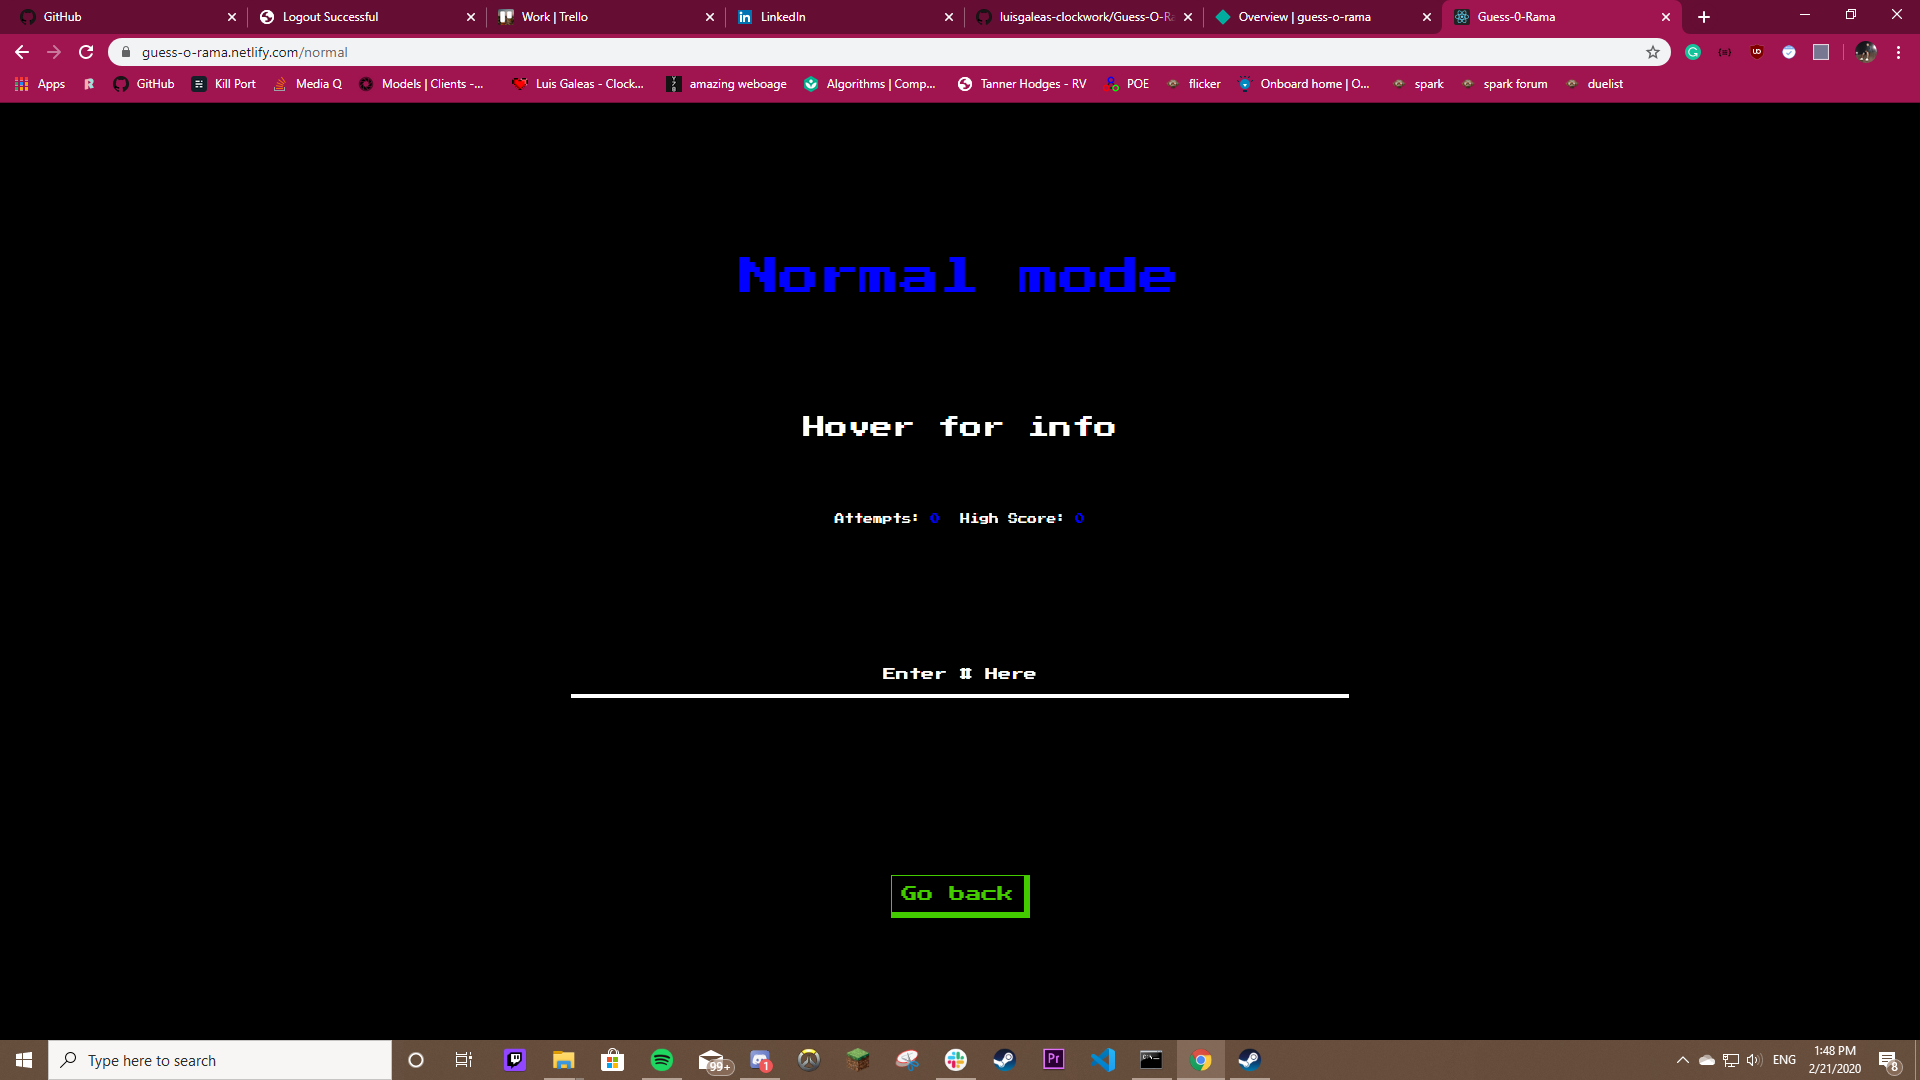 GitHub
Logout Successful
Work | Trello
LinkedIn
luisgaleas-clockwork/Guess-O-Ra
Overview | guess-o-rama
Guess-0-Rama
guess-o-rama.netlify.com/normal
Apps
R
GitHub
Kill Port
Media Q
Models | Clients -...
Luis Galeas - Clock...
amazing weboage
Algorithms | Comp...
Tanner Hodges - RV
POE
flicker
Onboard home | O...
spark
spark forum
duelist
Normal mode
Hover for info
Attempts: 0 High Score: 0
Enter # Here
Go back
Type here to search
99+
1
Pr
ENG
1:48 PM
2/21/2020
8